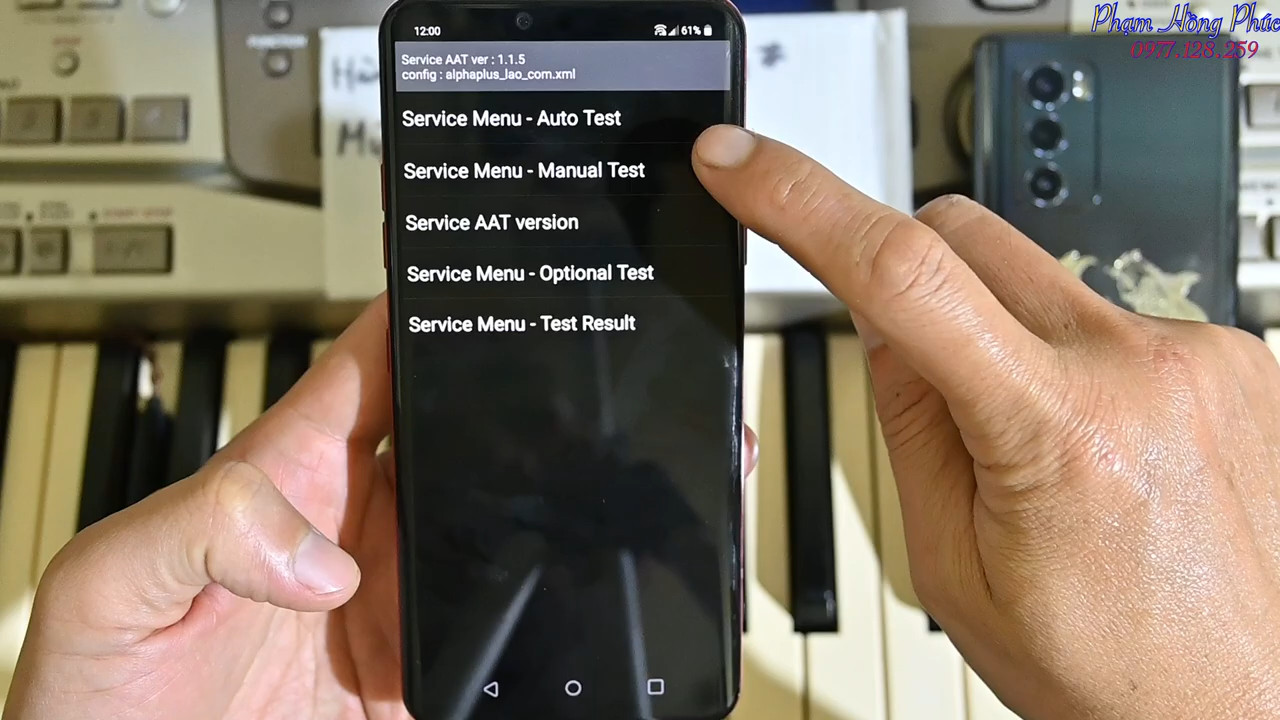 Phạm Hồng Phúc
0977.128.259
12:00
61%
Service AAT ver : 1.1.5
config : alphaplus_lao_com.xml
Service Menu - Auto Test
Service Menu - Manual Test
Service AAT version
Service Menu - Optional Test
Service Menu - Test Result